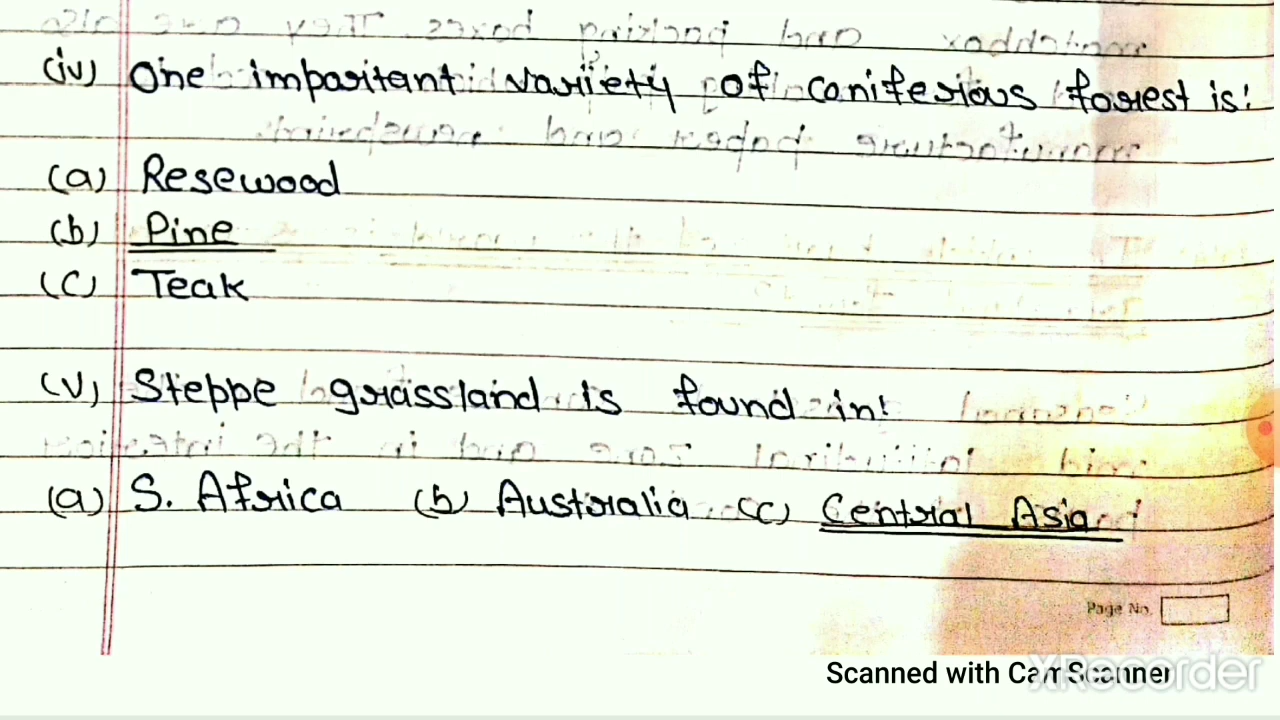 (iv) One important variety of coniferious forest is:
(a) Resewood
(b) Pine
(c) Teak
(v) Steppe grassland is found in:
(a) S. Africa (b) Australia (c) Central Asia
Page No.
Scanned with CamScanner
XRecorder